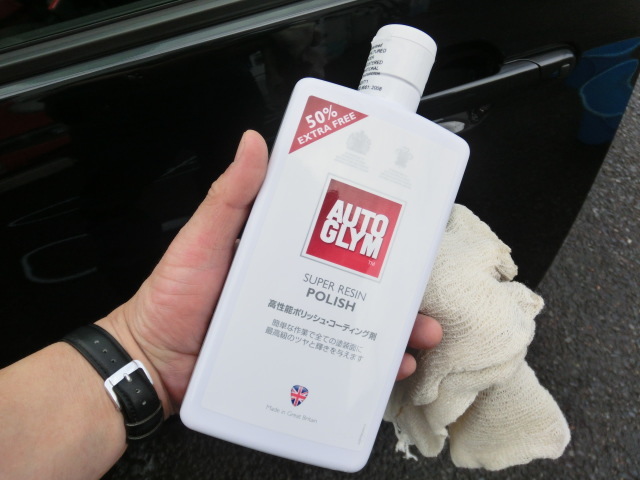 50%
EXTRA FREE
AUTO
GLYM
TM
SUPER RESIN
POLISH
高性能ポリッシュ・コーティング剤
簡単な作業で全ての塗装面に
最高級のツヤと輝きを与えます
Made in Great Britain